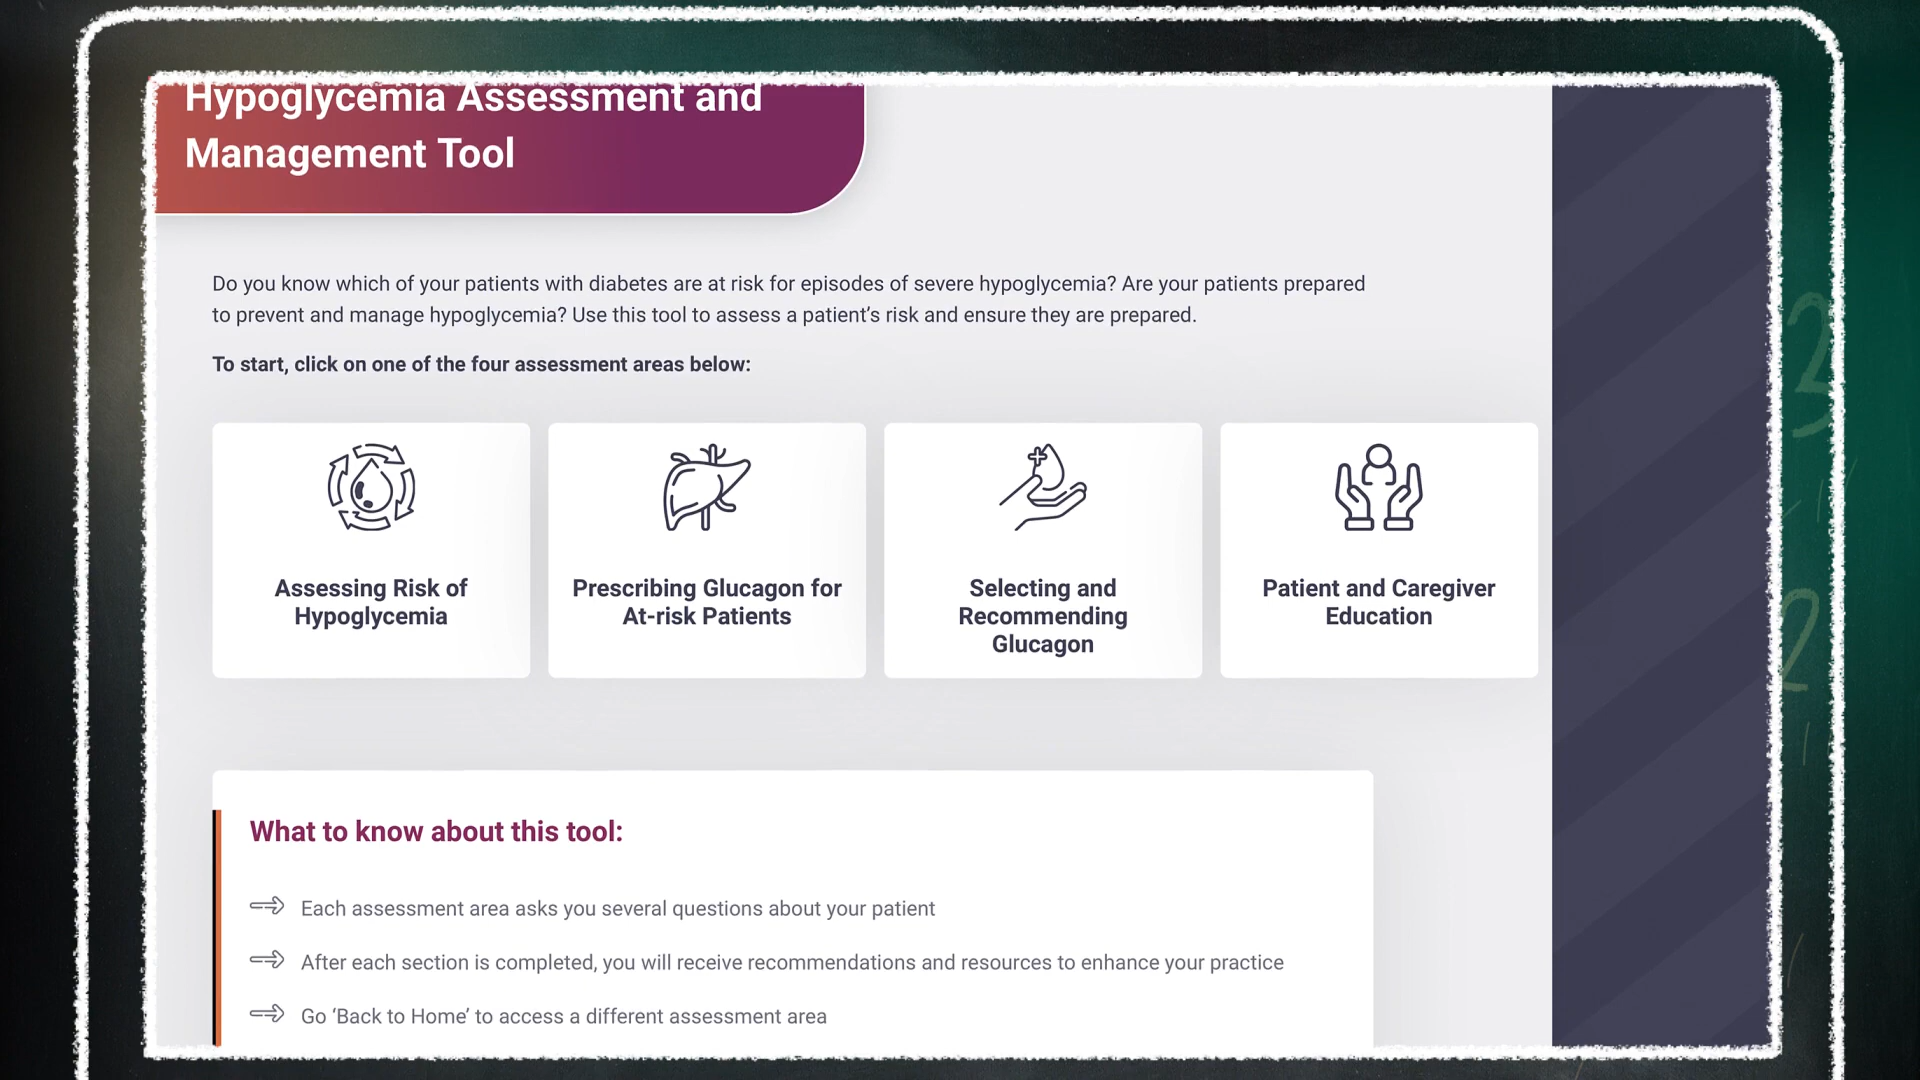 Hypoglycemia Assessment and
Management Tool
Do you know which of your patients with diabetes are at risk for episodes of severe hypoglycemia? Are your patients prepared
to prevent and manage hypoglycemia? Use this tool to assess a patient’s risk and ensure they are prepared.
To start, click on one of the four assessment areas below:
Assessing Risk of
Hypoglycemia
Prescribing Glucagon for
At-risk Patients
Selecting and
Recommending
Glucagon
Patient and Caregiver
Education
What to know about this tool:
Each assessment area asks you several questions about your patient
After each section is completed, you will receive recommendations and resources to enhance your practice
Go ‘Back to Home’ to access a different assessment area